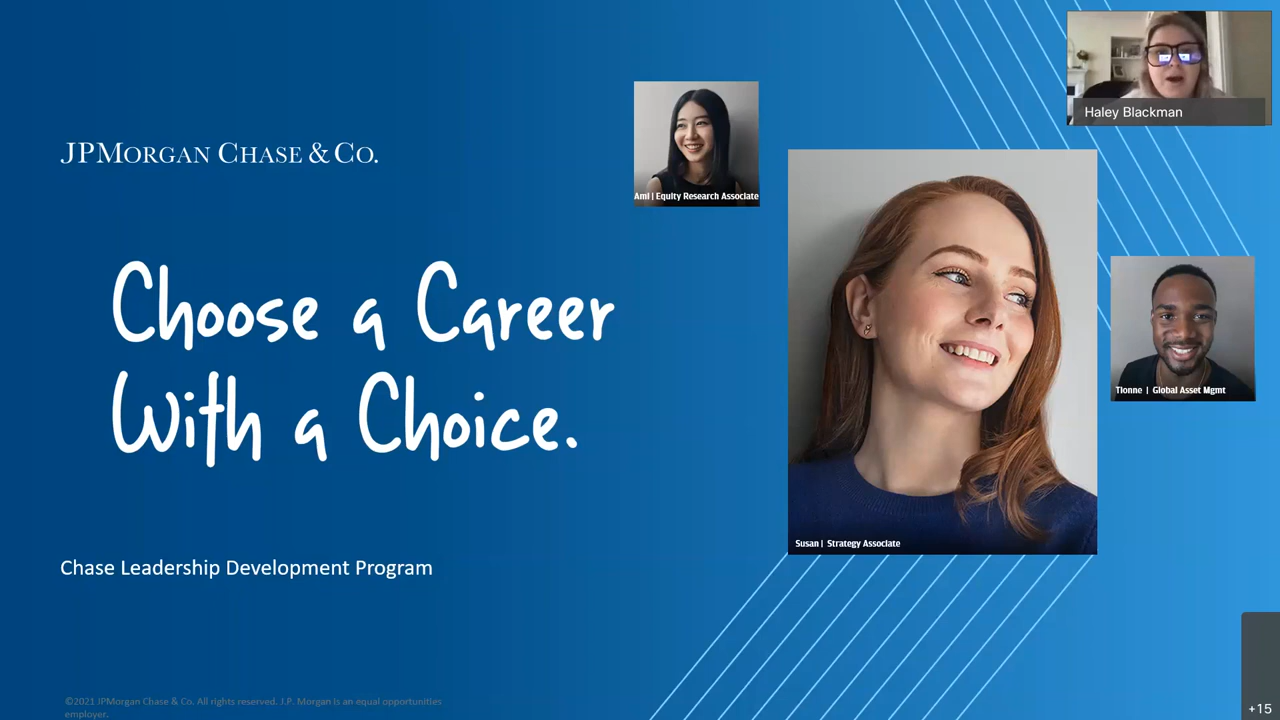 Haley Blackman
JPMORGAN CHASE & CO.
Ami | Equity Research Associate
Choose a Career
With a Choice.
Tionne | Global Asset Mgmt
Susan | Strategy Associate
Chase Leadership Development Program
©2021 JPMorgan Chase & Co. All rights reserved. J.P. Morgan is an equal opportunities
employer.
+15